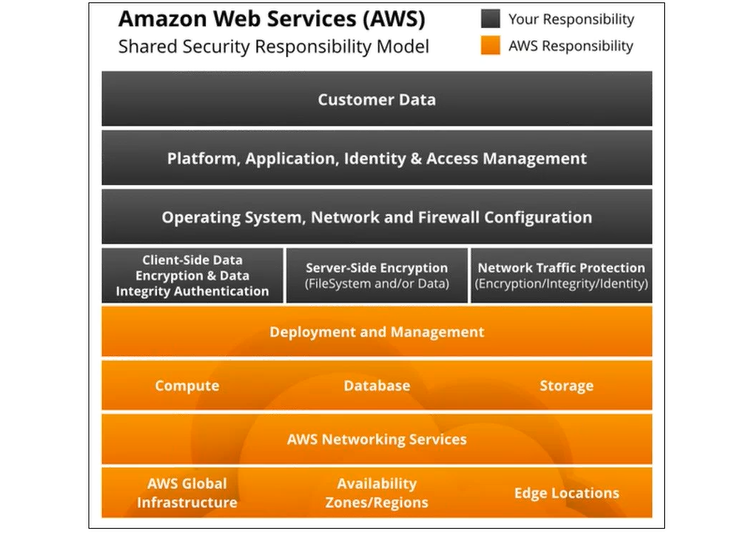 Amazon Web Services (AWS)
Shared Security Responsibility Model
Your Responsibility
AWS Responsibility
Customer Data
Platform, Application, Identity & Access Management
Operating System, Network and Firewall Configuration
Client-Side Data
Encryption & Data
Integrity Authentication
Server-Side Encryption
(FileSystem and/or Data)
Network Traffic Protection
(Encryption/Integrity/Identity)
Deployment and Management
Compute
Database
Storage
AWS Networking Services
AWS Global
Infrastructure
Availability
Zones/Regions
Edge Locations